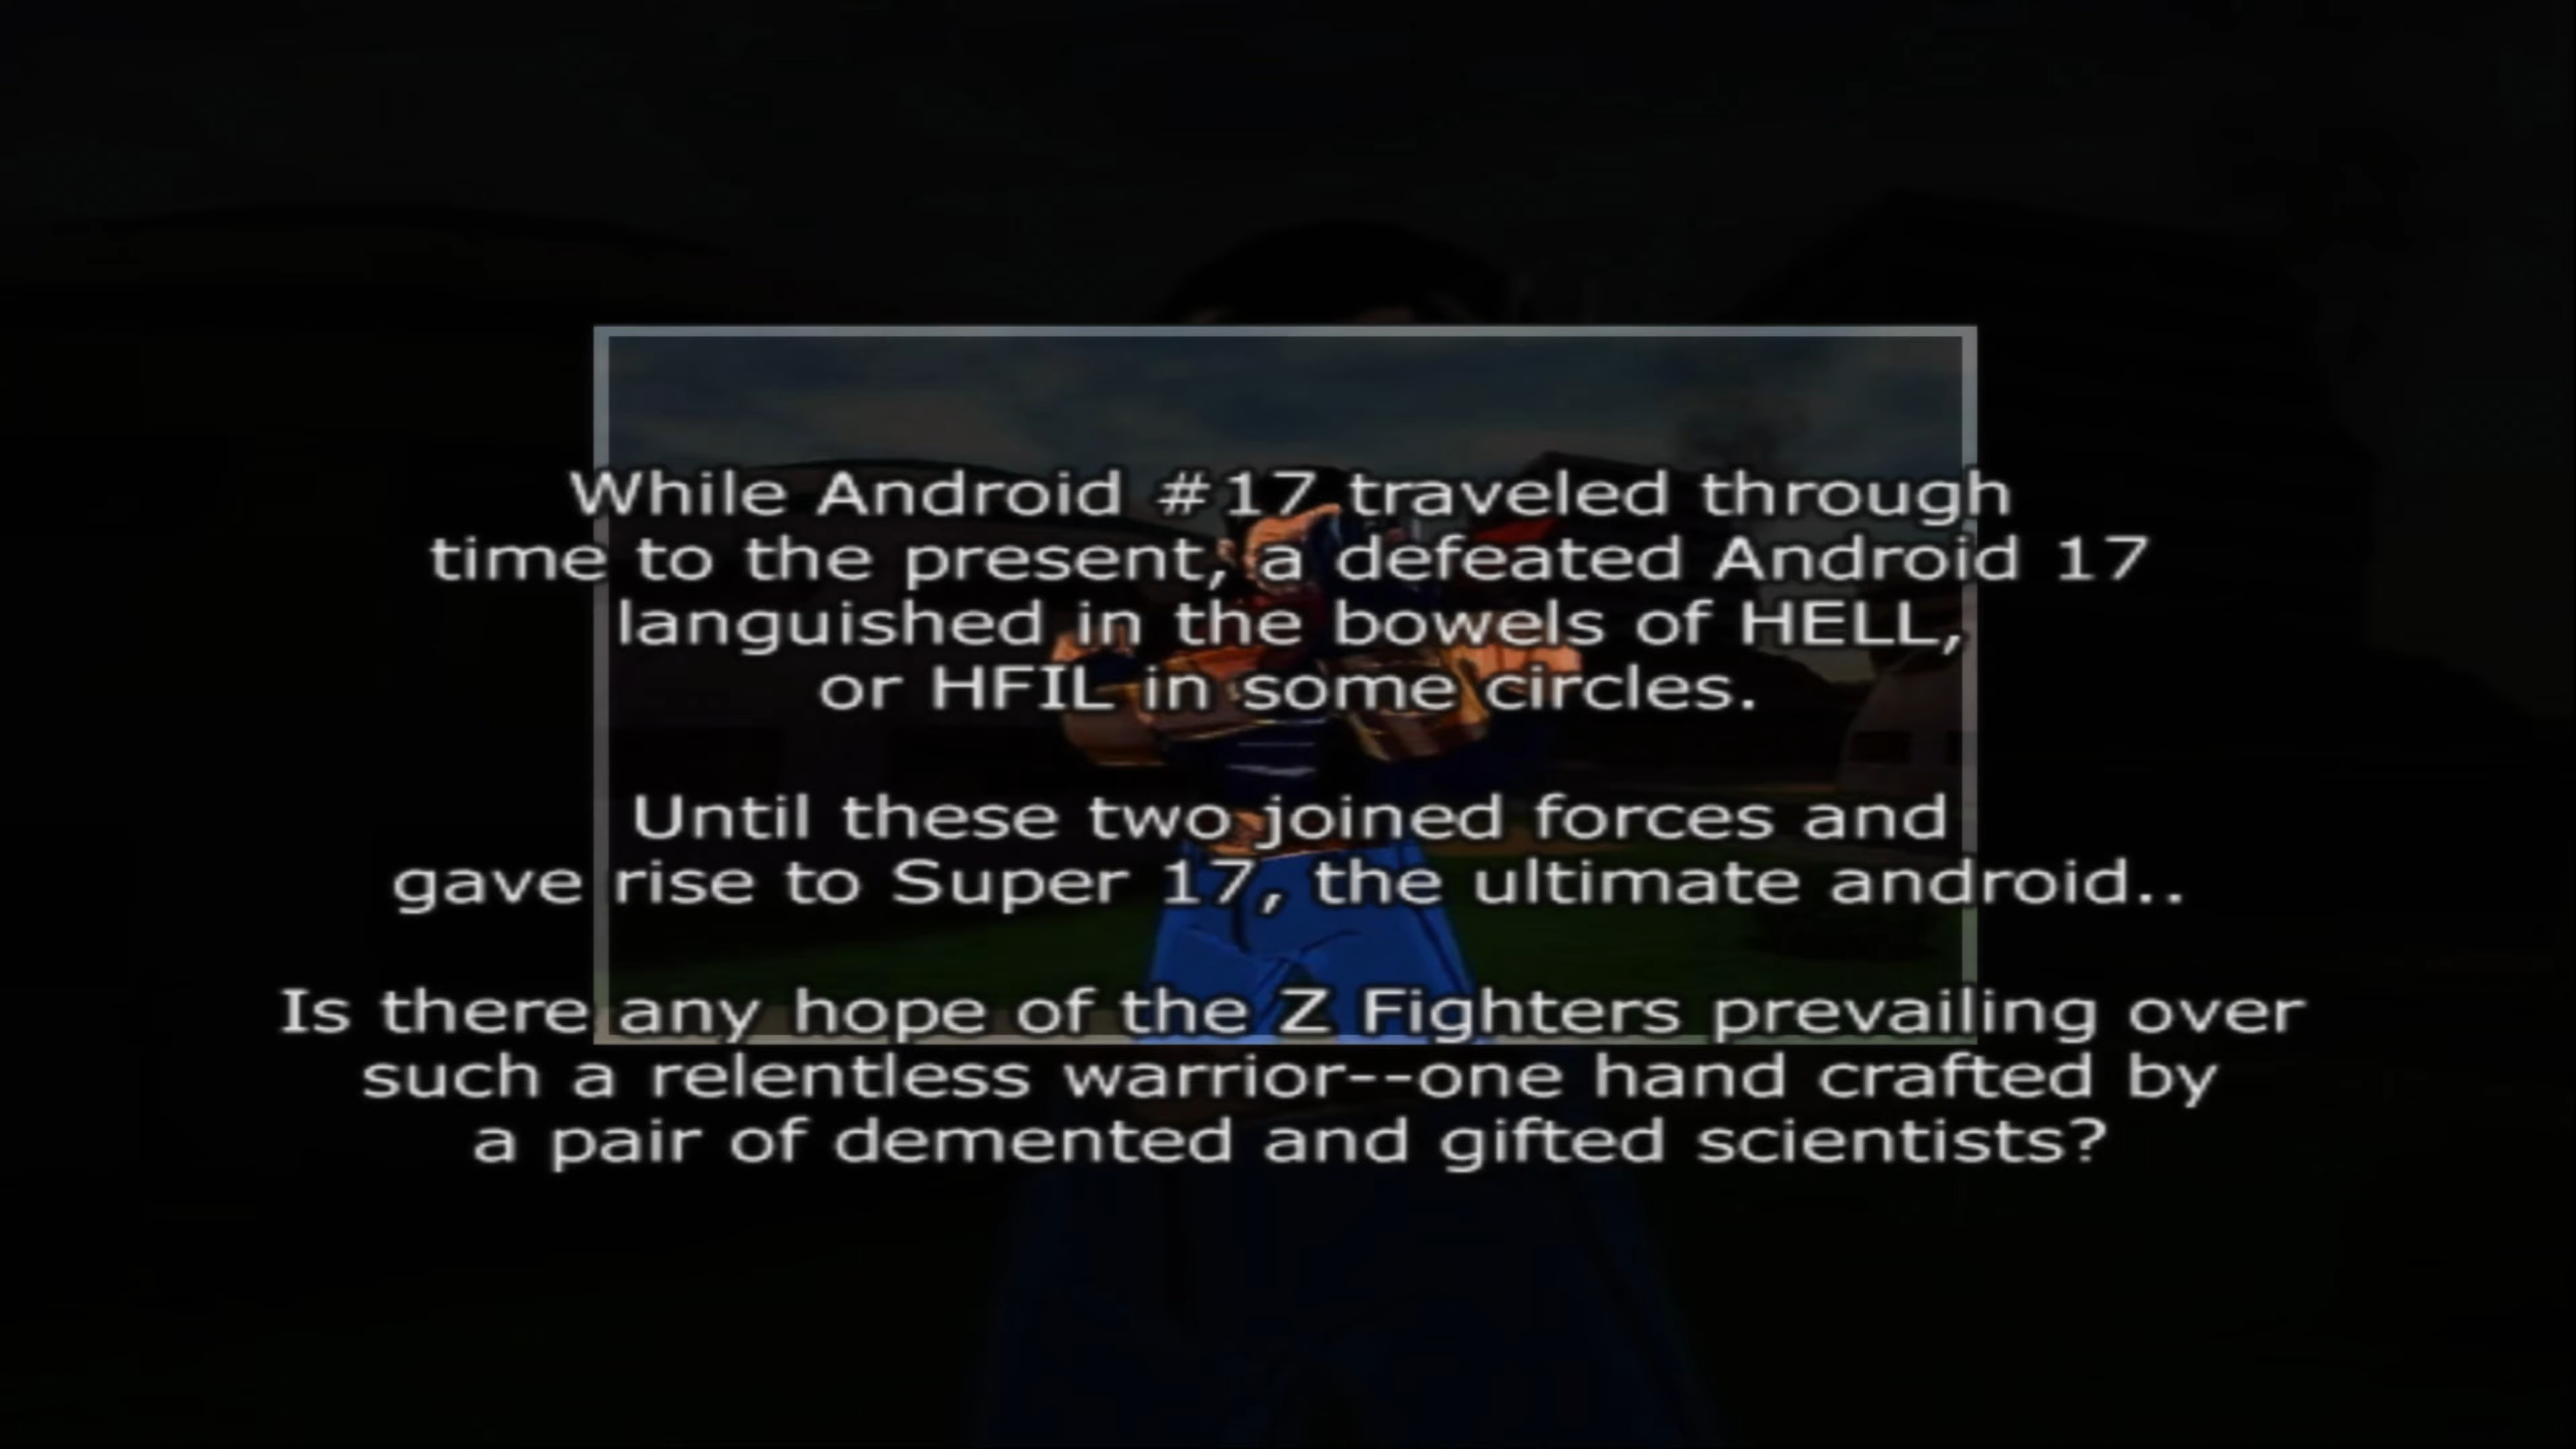 While Android #17 traveled through
time to the present, a defeated Android 17
languished in the bowels of HELL,
or HFIL in some circles.
Until these two joined forces and
gave rise to Super 17, the ultimate android..
Is there any hope of the Z Fighters prevailing over
such a relentless warrior--one hand crafted by
a pair of demented and gifted scientists?